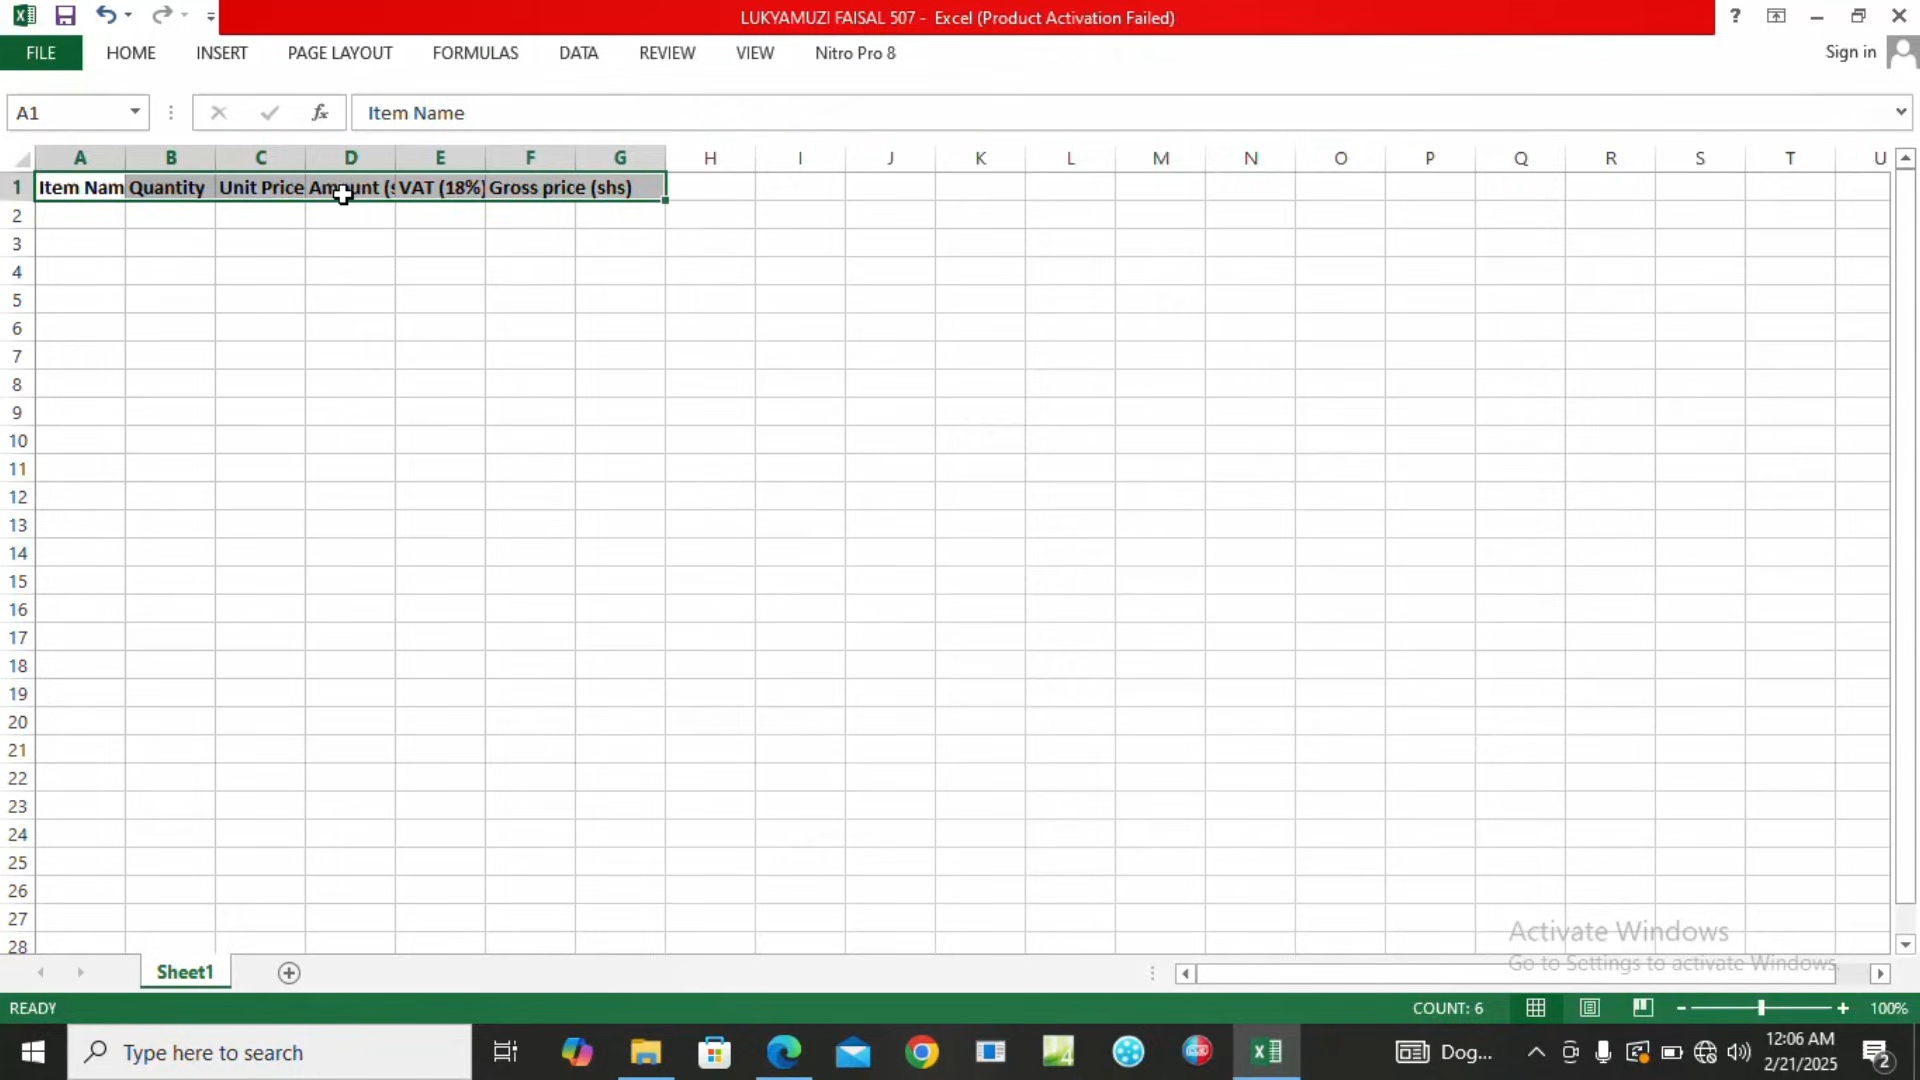 LUKYAMUZI FAISAL 507 - Excel (Product Activation Failed)
?
FILE HOME INSERT PAGE LAYOUT FORMULAS DATA REVIEW VIEW Nitro Pro 8 Sign in
A1 fx Item Name
A B C D E F G H I J K L M N O P Q R S T U
1 Item Nam Quantity Unit Price Amount (s VAT (18%) Gross price (shs)
2
3
4
5
6
7
8
9
10
11
12
13
14
15
16
17
18
19
20
21
22
23
24
25
26
27
28
Activate Windows
Go to Settings to activate Windows.
Sheet1
READY COUNT: 6 100%
Type here to search Dog... 12:06 AM
2/21/2025 2